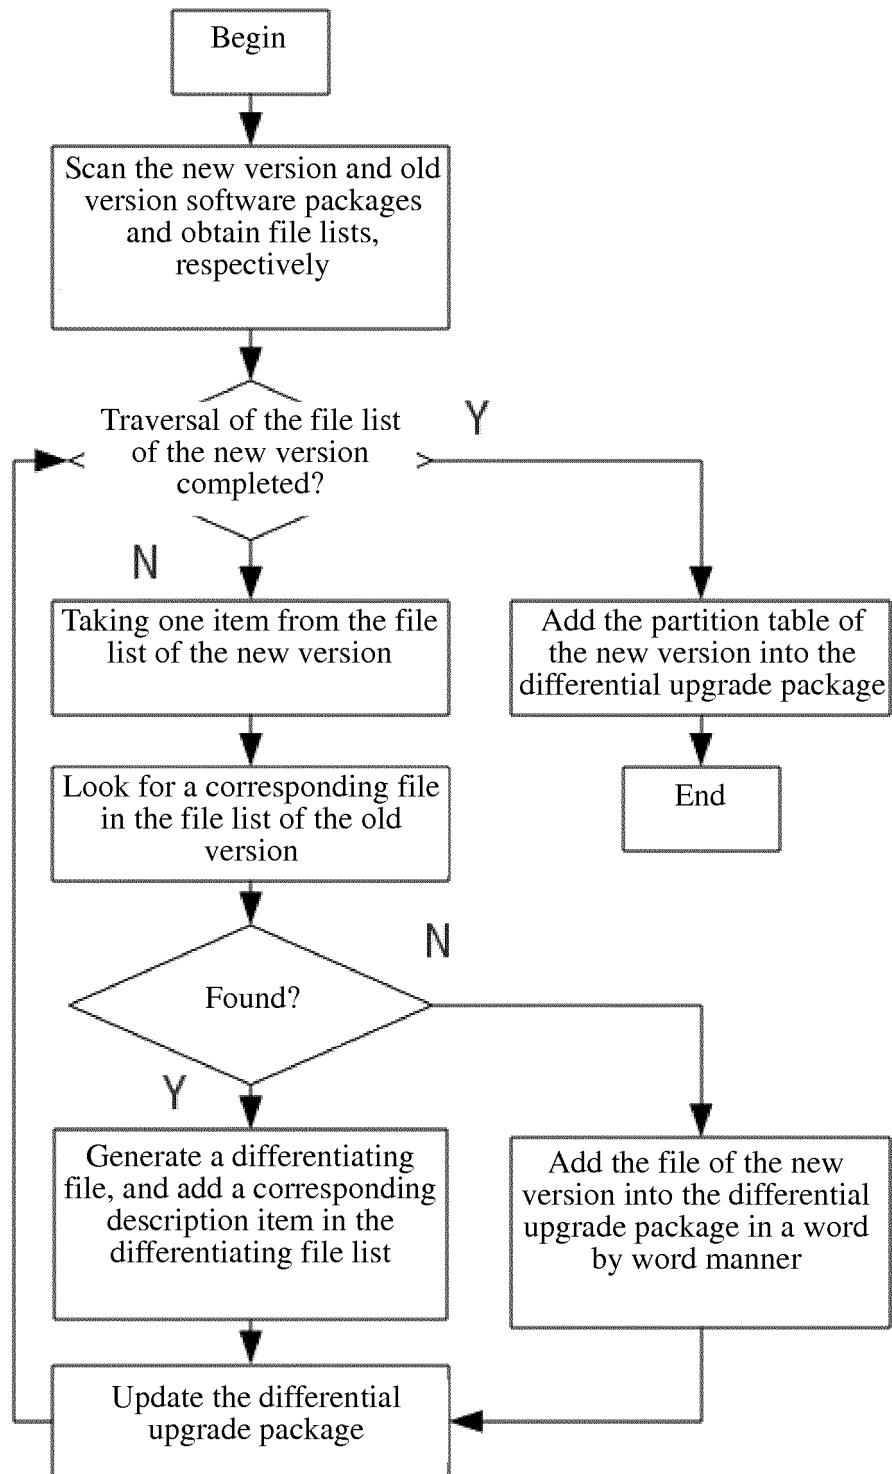 Begin
Scan the new version and old
version software packages
and obtain file lists,
respectively
Traversal of the file list
of the new version
completed?
Y
N
Taking one item from the file
list of the new version
Add the partition table of
the new version into the
differential upgrade package
Look for a corresponding file
in the file list of the old
version
End
Found?
N
Y
Generate a differentiating
file, and add a corresponding
description item in the
differentiating file list
Add the file of the new
version into the differential
upgrade package in a word
by word manner
Update the differential
upgrade package